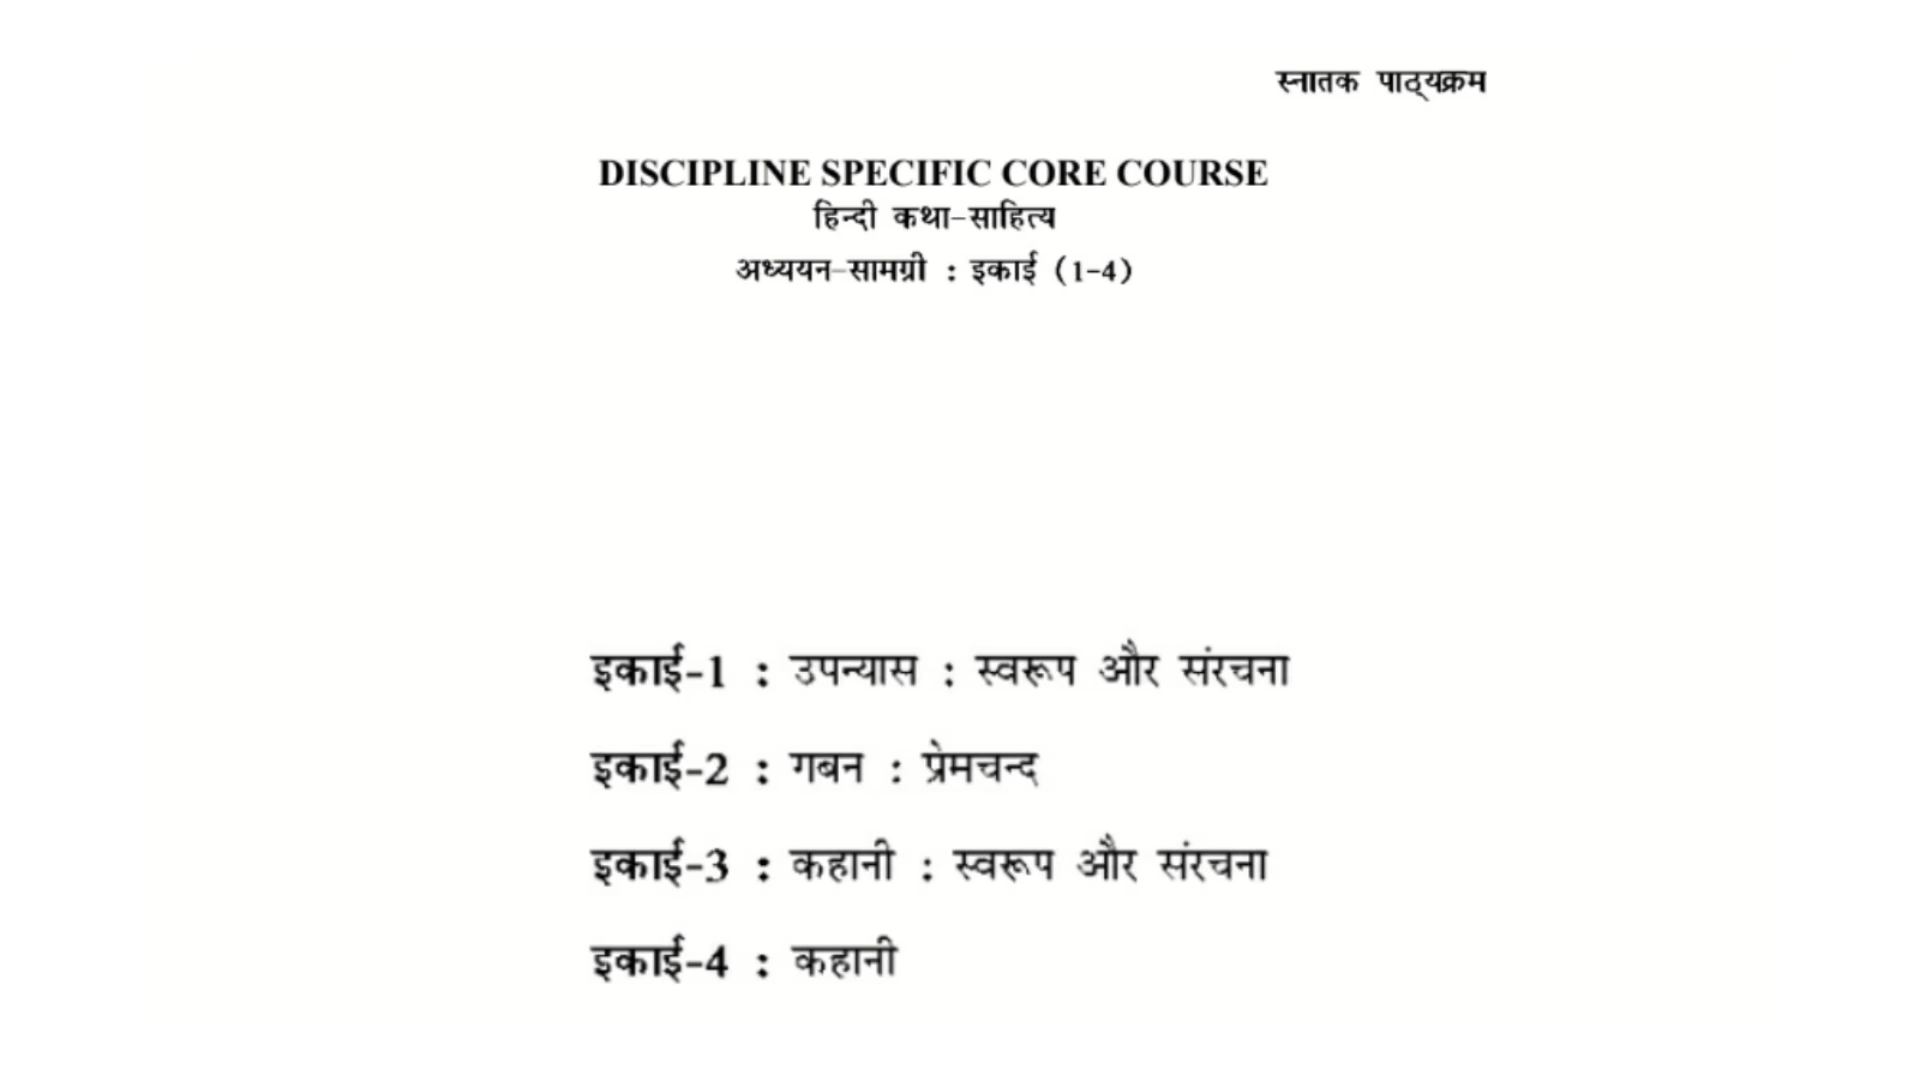 स्नातक पाठ्यक्रम
DISCIPLINE SPECIFIC CORE COURSE
हिन्दी कथा-साहित्य
अध्ययन-सामग्री : इकाई (1-4)
इकाई-1 : उपन्यास : स्वरूप और संरचना
इकाई-2 : गबन : प्रेमचन्द
इकाई-3 : कहानी : स्वरूप और संरचना
इकाई-4 : कहानी